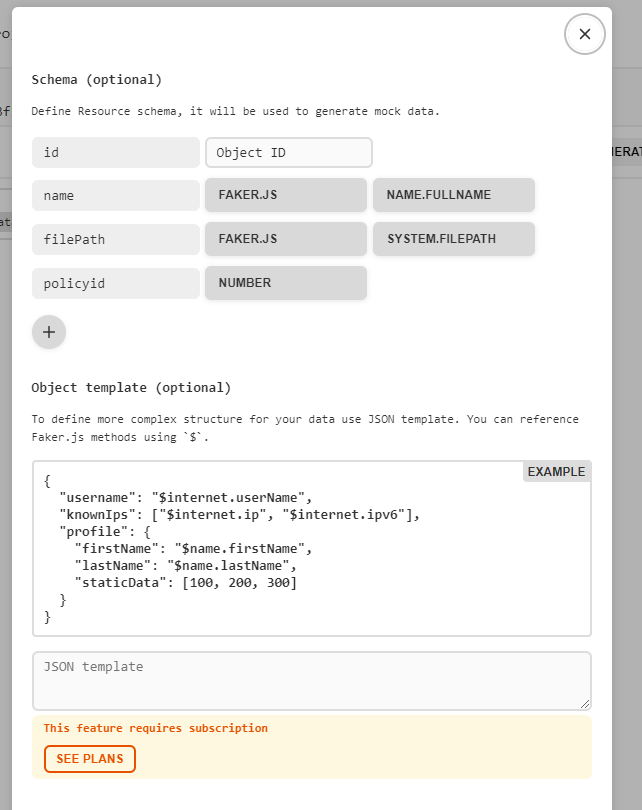 Schema (optional)
Define Resource schema, it will be used to generate mock data.
id Object ID
name FAKER.JS NAME.FULLNAME
filePath FAKER.JS SYSTEM.FILEPATH
policyid NUMBER
+
Object template (optional)
To define more complex structure for your data use JSON template. You can reference
Faker.js methods using `$`.
EXAMPLE
{
"username": "$internet.userName",
"knownIps": ["$internet.ip", "$internet.ipv6"],
"profile": {
"firstName": "$name.firstName",
"lastName": "$name.lastName",
"staticData": [100, 200, 300]
}
}
JSON template
This feature requires subscription
SEE PLANS